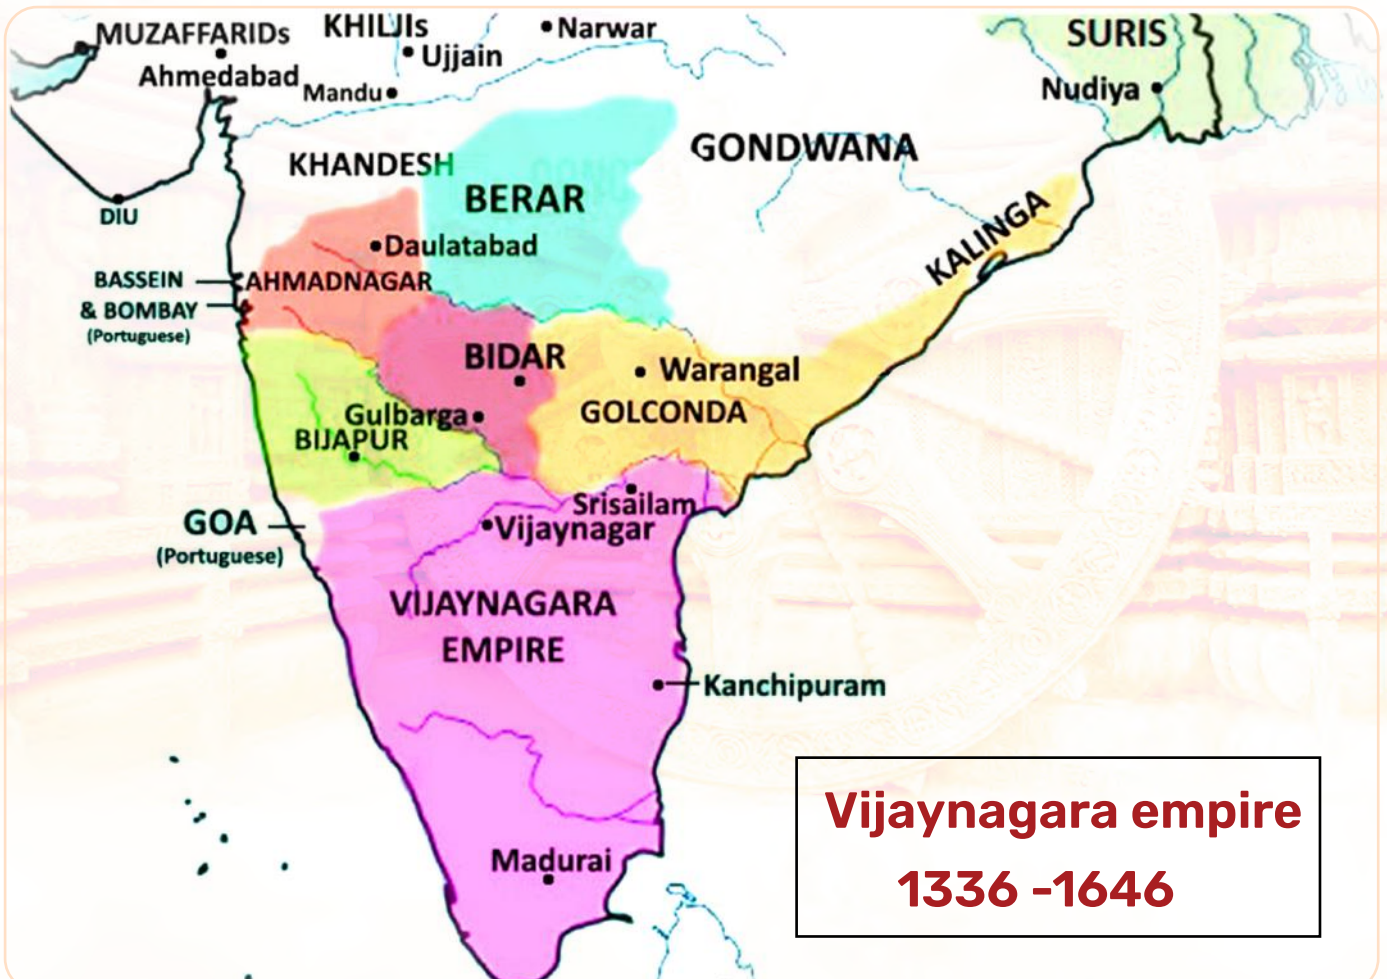 MUZAFFARIDs
KHILJIs
Narwar
SURIS
Ahmedabad
Ujjain
Mandu
Nudiya
KHANDESH
GONDWANA
BERAR
DIU
KALINGA
Daulatabad
BASSEIN
& BOMBAY
(Portuguese)
AHMADNAGAR
BIDAR
Warangal
GOLCONDA
Gulbarga
BIJAPUR
GOA
(Portuguese)
Srisailam
Vijaynagar
VIJAYNAGARA
EMPIRE
Kanchipuram
Madurai
Vijaynagara empire
1336 -1646